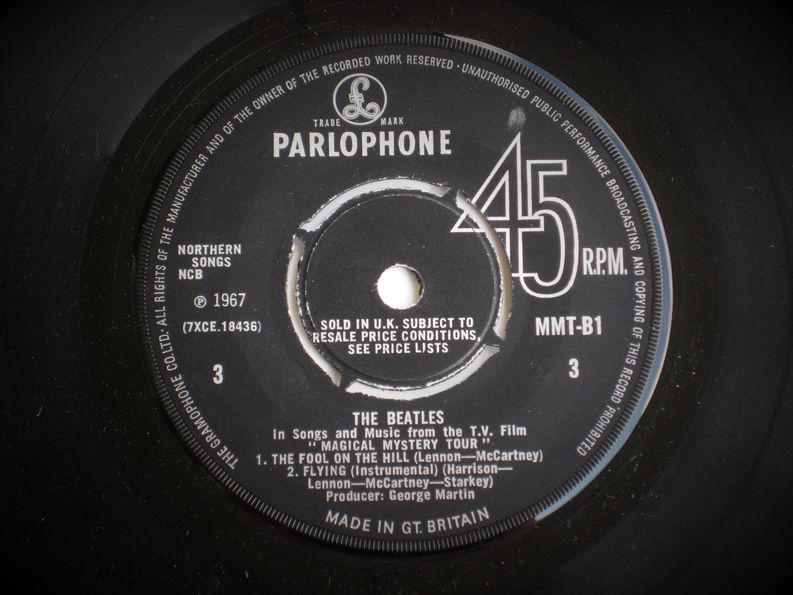 THE GRAMOPHONE CO.LTD. ALL RIGHTS OF THE MANUFACTURER AND OF THE OWNER OF THE RECORDED WORK RESERVED · UNAUTHORISED PUBLIC PERFORMANCE BROADCASTING AND COPYING OF THIS RECORD PROHIBITED
£
TRADE MARK
PARLOPHONE
45
R.P.M.
NORTHERN
SONGS
NCB
℗ 1967
(7XCE.18436)
3
SOLD IN U.K. SUBJECT TO
RESALE PRICE CONDITIONS,
SEE PRICE LISTS
MMT-B1
3
THE BEATLES
In Songs and Music from the T.V. Film
"MAGICAL MYSTERY TOUR"
1. THE FOOL ON THE HILL (Lennon—McCartney)
2. FLYING (Instrumental) (Harrison—
Lennon—McCartney—Starkey)
Producer: George Martin
MADE IN GT. BRITAIN